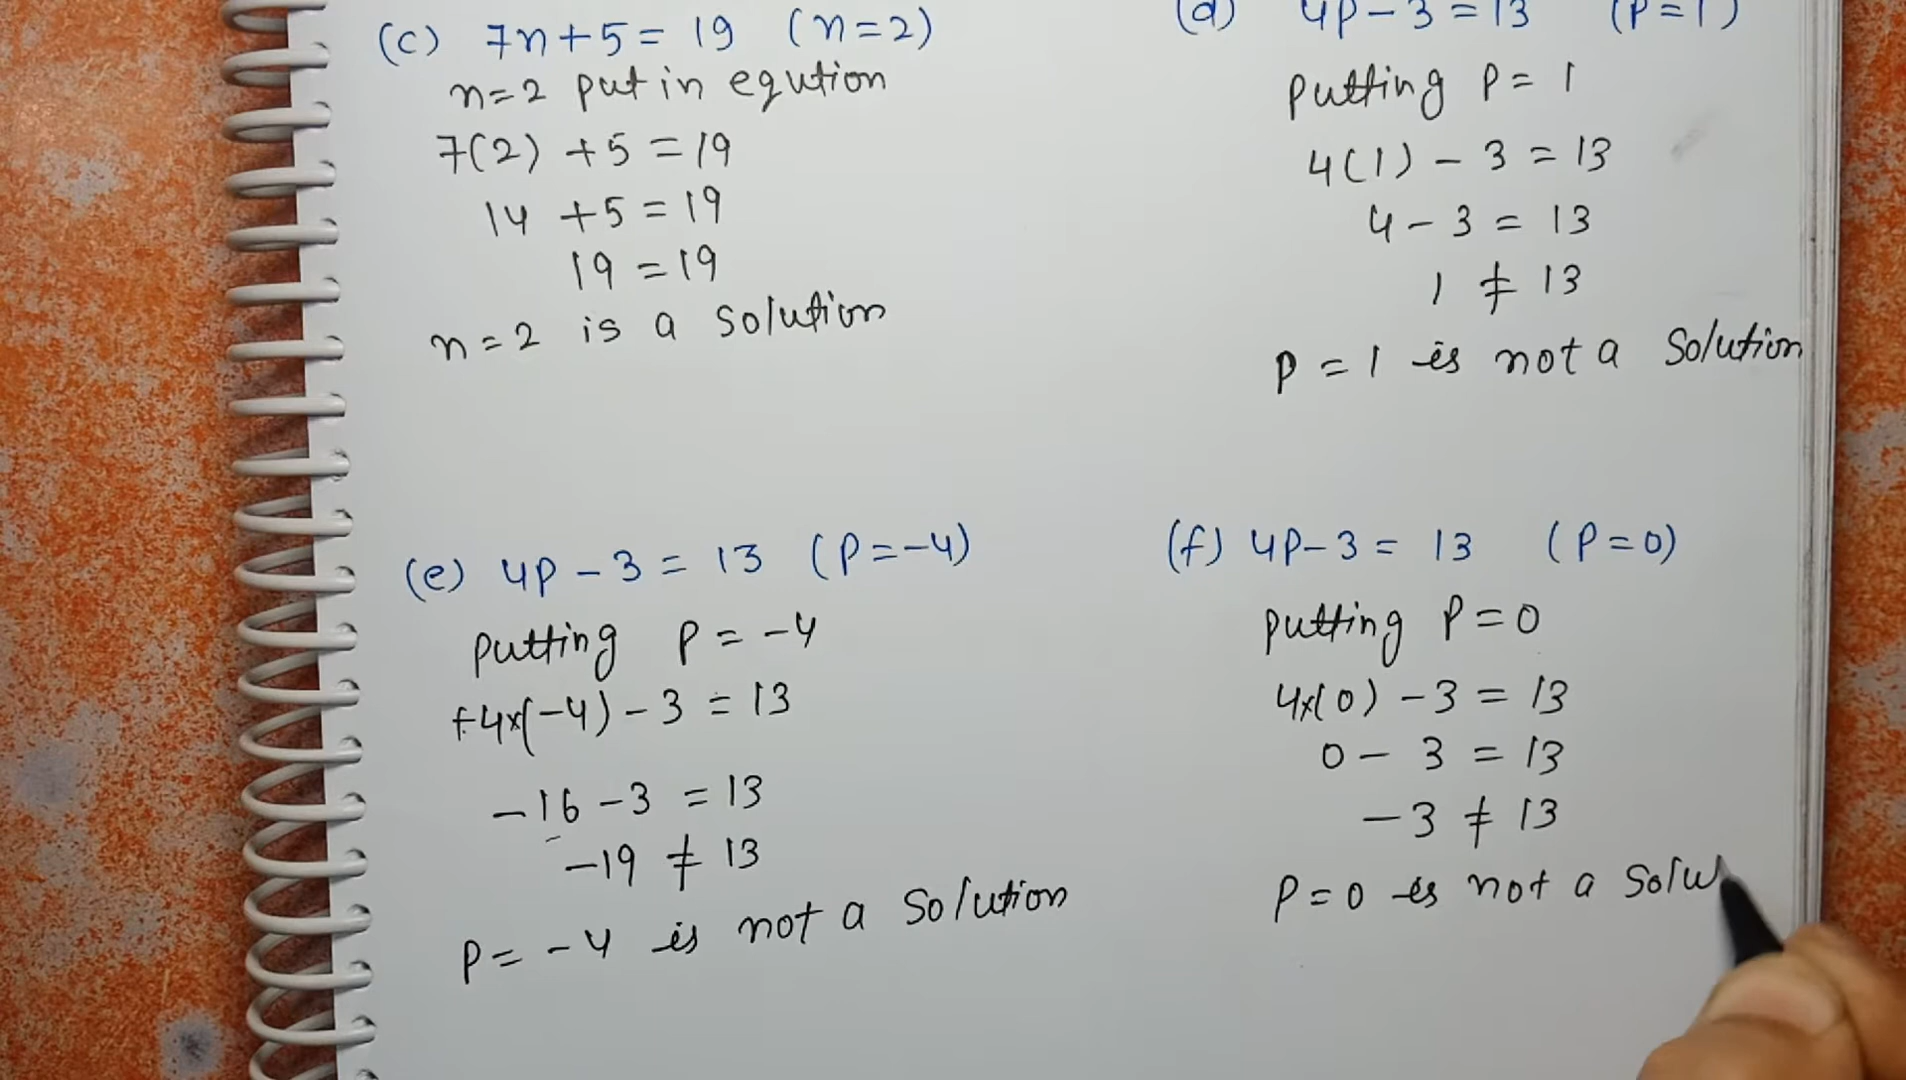 (c) 7n+5 = 19 (n=2)
n=2 put in eqution
7(2) +5 = 19
14 +5 = 19
19 = 19
n=2 is a solution
(d) 4p-3 = 13 (P=1)
Putting P= 1
4(1) - 3 = 13
4-3 = 13
1 ≠ 13
P = 1 is not a Solution
(e) 4p-3 = 13 (P=-4)
Putting P = -4
+4×(-4) - 3 = 13
-16-3 = 13
-19 ≠ 13
P= -4 is not a Solution
(f) 4P-3 = 13 (P=0)
Putting P=0
4×(0) -3 = 13
0- 3 = 13
-3 ≠ 13
P=0 is not a Solu